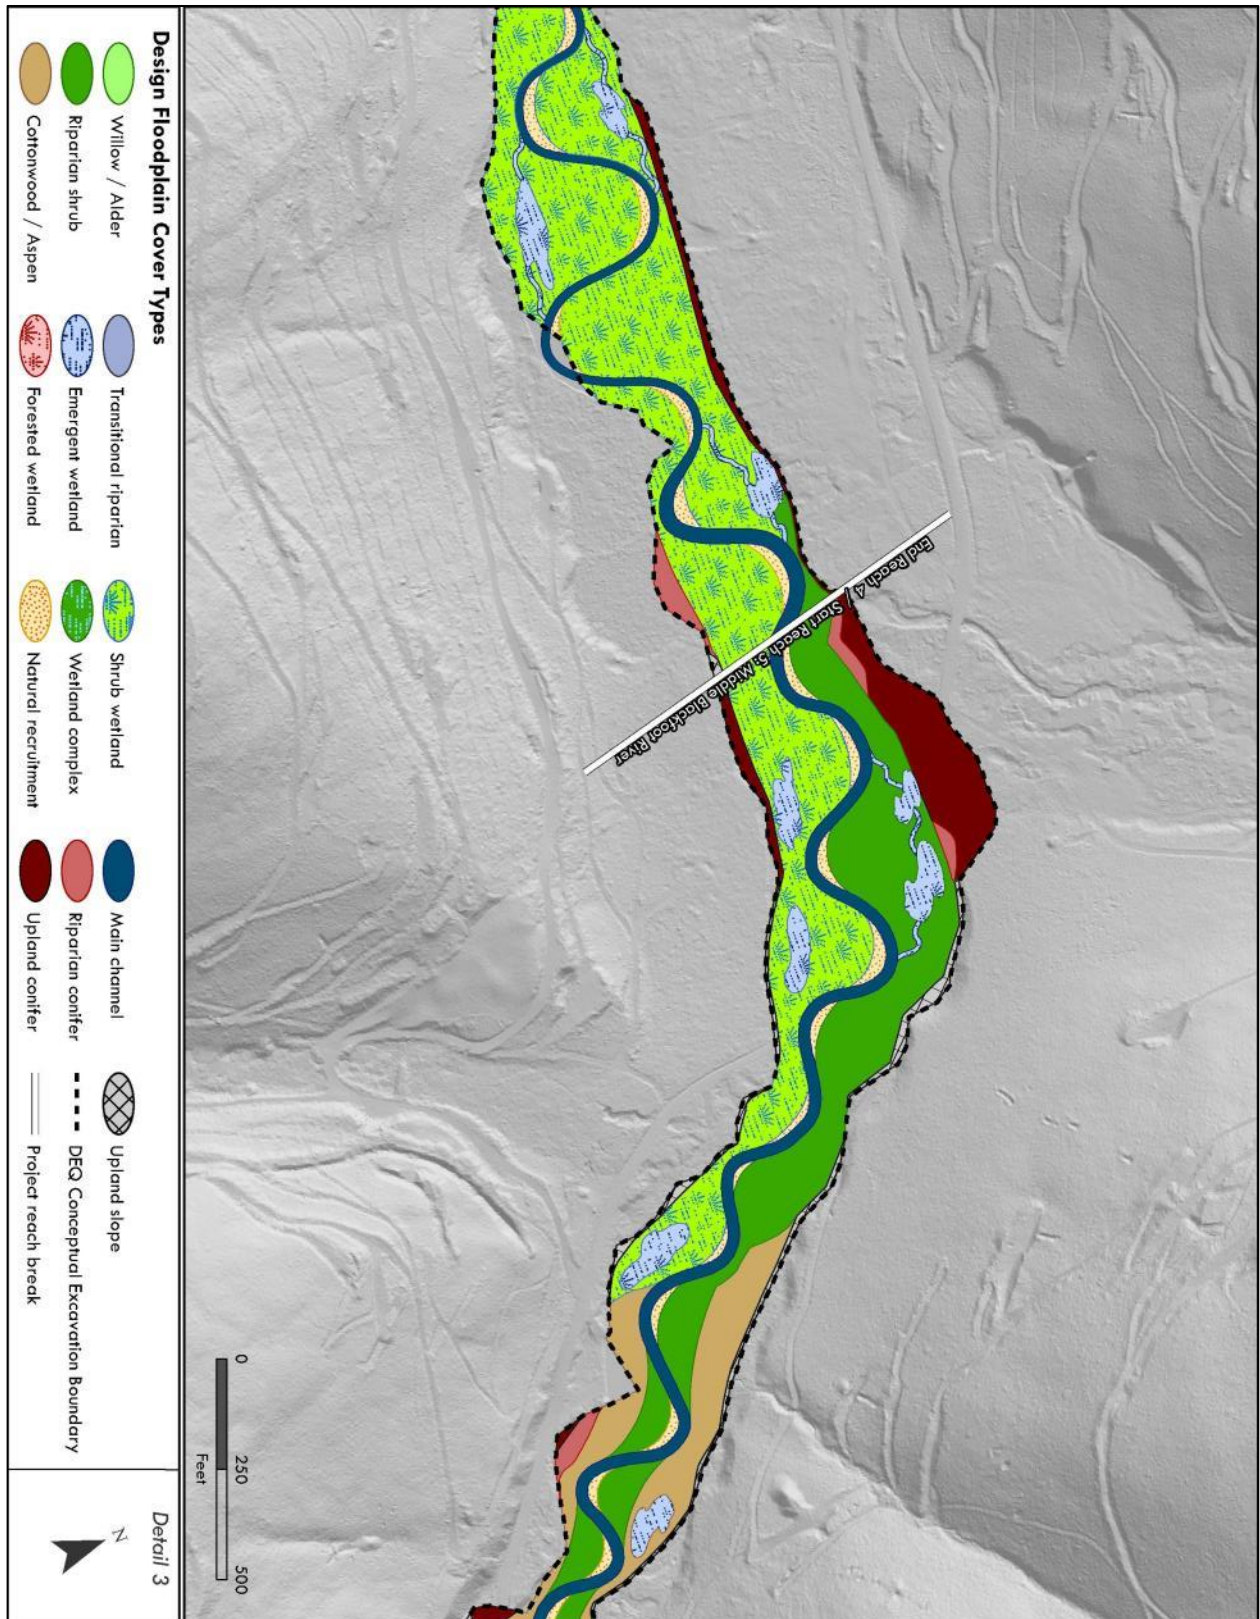 End Reach 4 / Start Reach 5: Middle Blackfoot River
0 250 500
Feet
Design Floodplain Cover Types
Willow / Alder
Riparian shrub
Cottonwood / Aspen
Transitional riparian
Emergent wetland
Forested wetland
Shrub wetland
Wetland complex
Natural recruitment
Main channel
Riparian conifer
Upland conifer
Upland slope
DEQ Conceptual Excavation Boundary
Project reach break
Detail 3
N